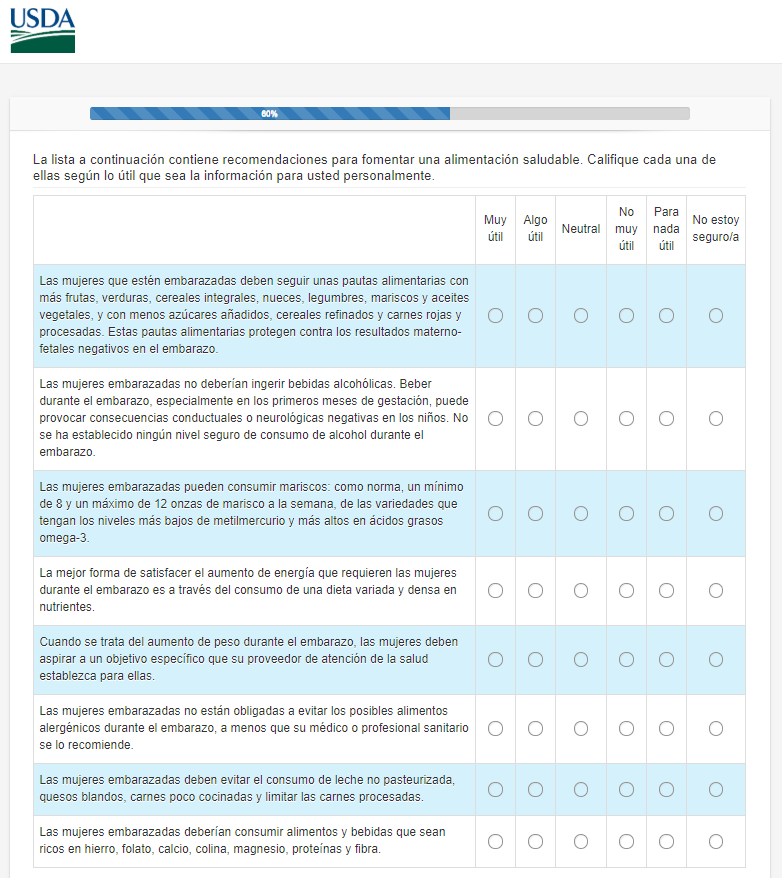 USDA
60%
La lista a continuación contiene recomendaciones para fomentar una alimentación saludable. Califique cada una de
ellas según lo útil que sea la información para usted personalmente.
Muy
útil
Algo
útil
Neutral
No
muy
útil
Para
nada
útil
No estoy
seguro/a
Las mujeres que estén embarazadas deben seguir unas pautas alimentarias con
más frutas, verduras, cereales integrales, nueces, legumbres, mariscos y aceites
vegetales, y con menos azúcares añadidos, cereales refinados y carnes rojas y
procesadas. Estas pautas alimentarias protegen contra los resultados materno-
fetales negativos en el embarazo.
Las mujeres embarazadas no deberían ingerir bebidas alcohólicas. Beber
durante el embarazo, especialmente en los primeros meses de gestación, puede
provocar consecuencias conductuales o neurológicas negativas en los niños. No
se ha establecido ningún nivel seguro de consumo de alcohol durante el
embarazo.
Las mujeres embarazadas pueden consumir mariscos: como norma, un mínimo
de 8 y un máximo de 12 onzas de marisco a la semana, de las variedades que
tengan los niveles más bajos de metilmercurio y más altos en ácidos grasos
omega-3.
La mejor forma de satisfacer el aumento de energía que requieren las mujeres
durante el embarazo es a través del consumo de una dieta variada y densa en
nutrientes.
Cuando se trata del aumento de peso durante el embarazo, las mujeres deben
aspirar a un objetivo específico que su proveedor de atención de la salud
establezca para ellas.
Las mujeres embarazadas no están obligadas a evitar los posibles alimentos
alergénicos durante el embarazo, a menos que su médico o profesional sanitario
se lo recomiende.
Las mujeres embarazadas deben evitar el consumo de leche no pasteurizada,
quesos blandos, carnes poco cocinadas y limitar las carnes procesadas.
Las mujeres embarazadas deberían consumir alimentos y bebidas que sean
ricos en hierro, folato, calcio, colina, magnesio, proteínas y fibra.